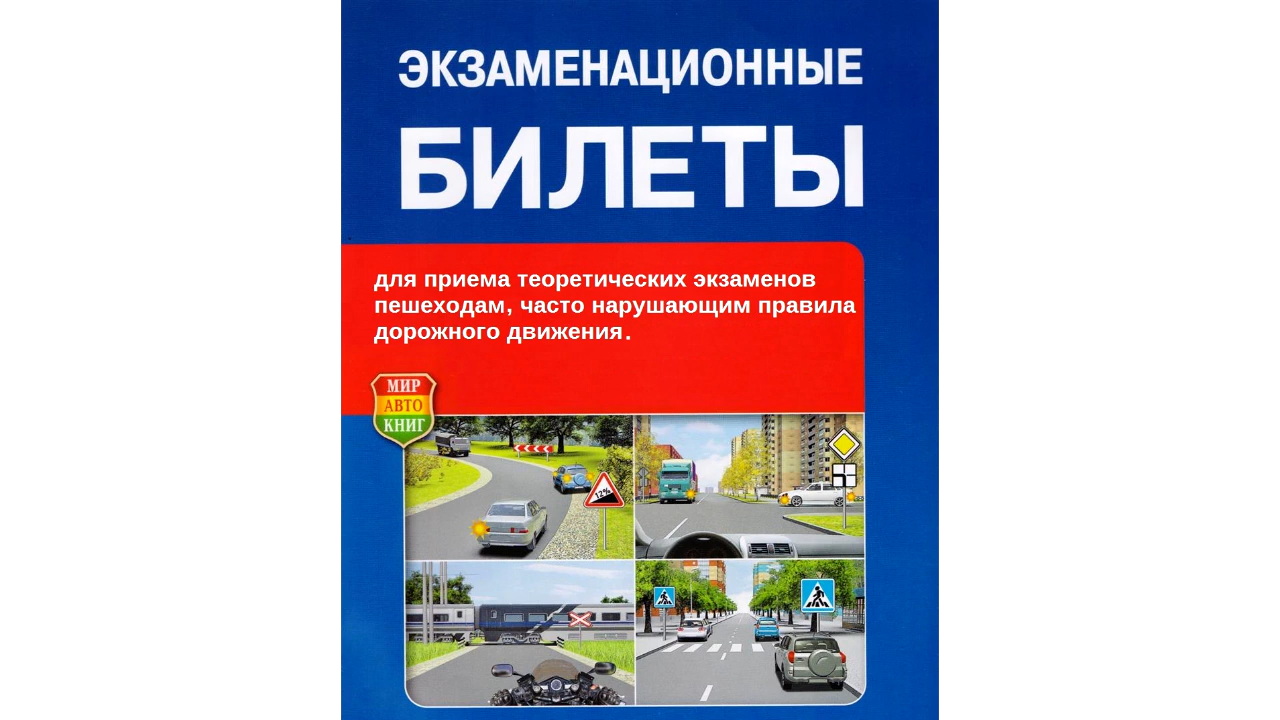 ЭКЗАМЕНАЦИОННЫЕ
БИЛЕТЫ
для приема теоретических экзаменов
пешеходам, часто нарушающим правила
дорожного движения.
МИР
АВТО
КНИГ
12%